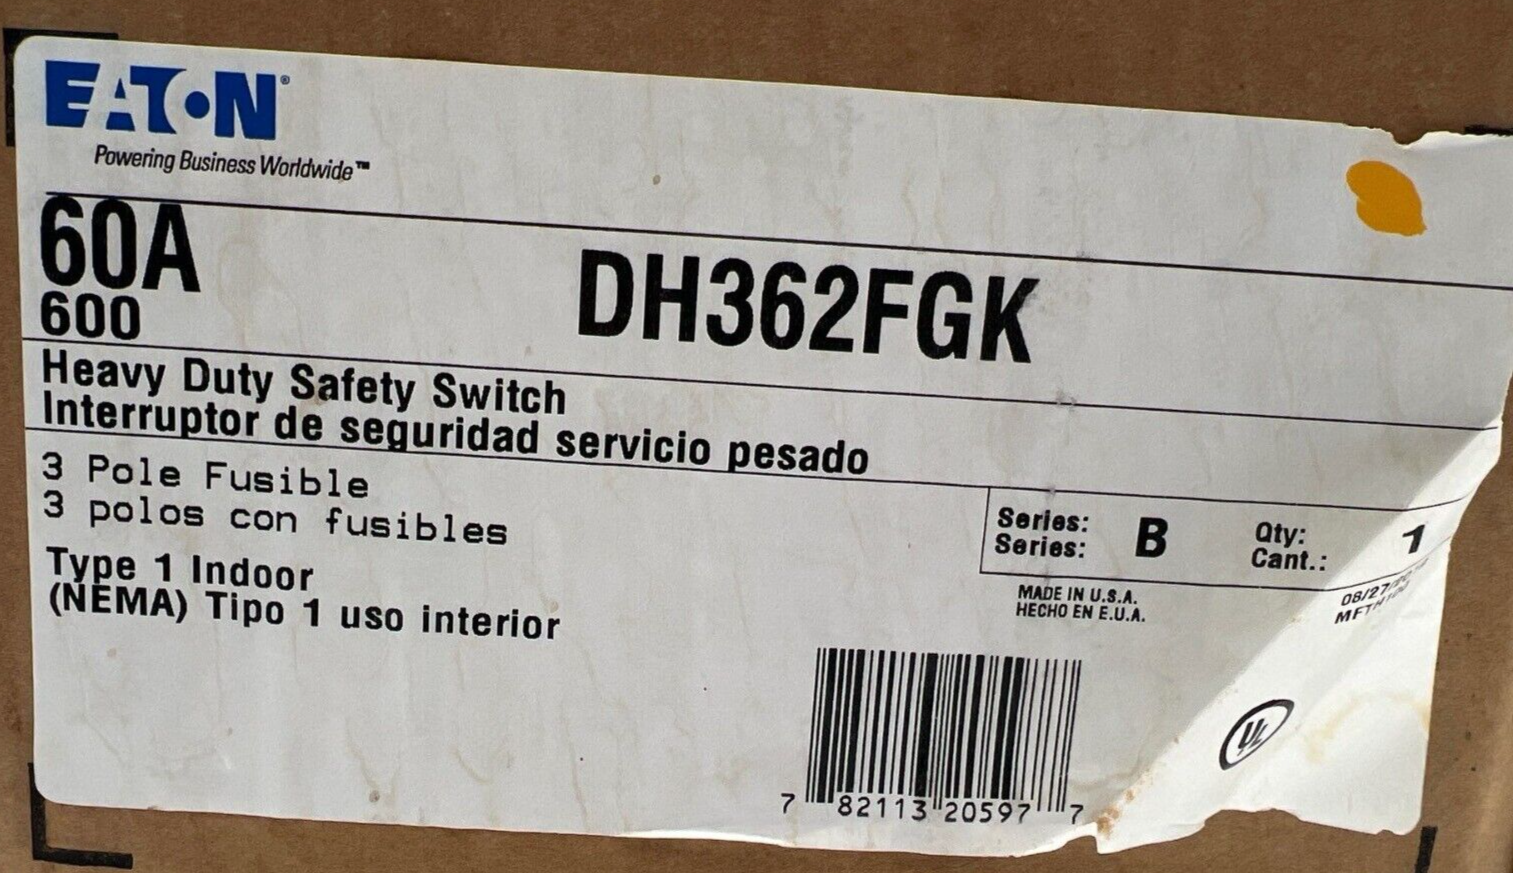 EATON®
Powering Business Worldwide™
60A
600
DH362FGK
Heavy Duty Safety Switch
Interruptor de seguridad servicio pesado
3 Pole Fusible
3 polos con fusibles
Type 1 Indoor
(NEMA) Tipo 1 uso interior
Series: B Qty: 1
Series: Cant.:
MADE IN U.S.A.
HECHO EN E.U.A.
UL
7 82113 20597 7